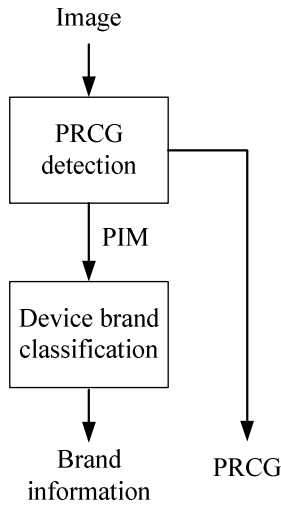 Image
PRCG
detection
PIM
Device brand
classification
Brand
information
PRCG